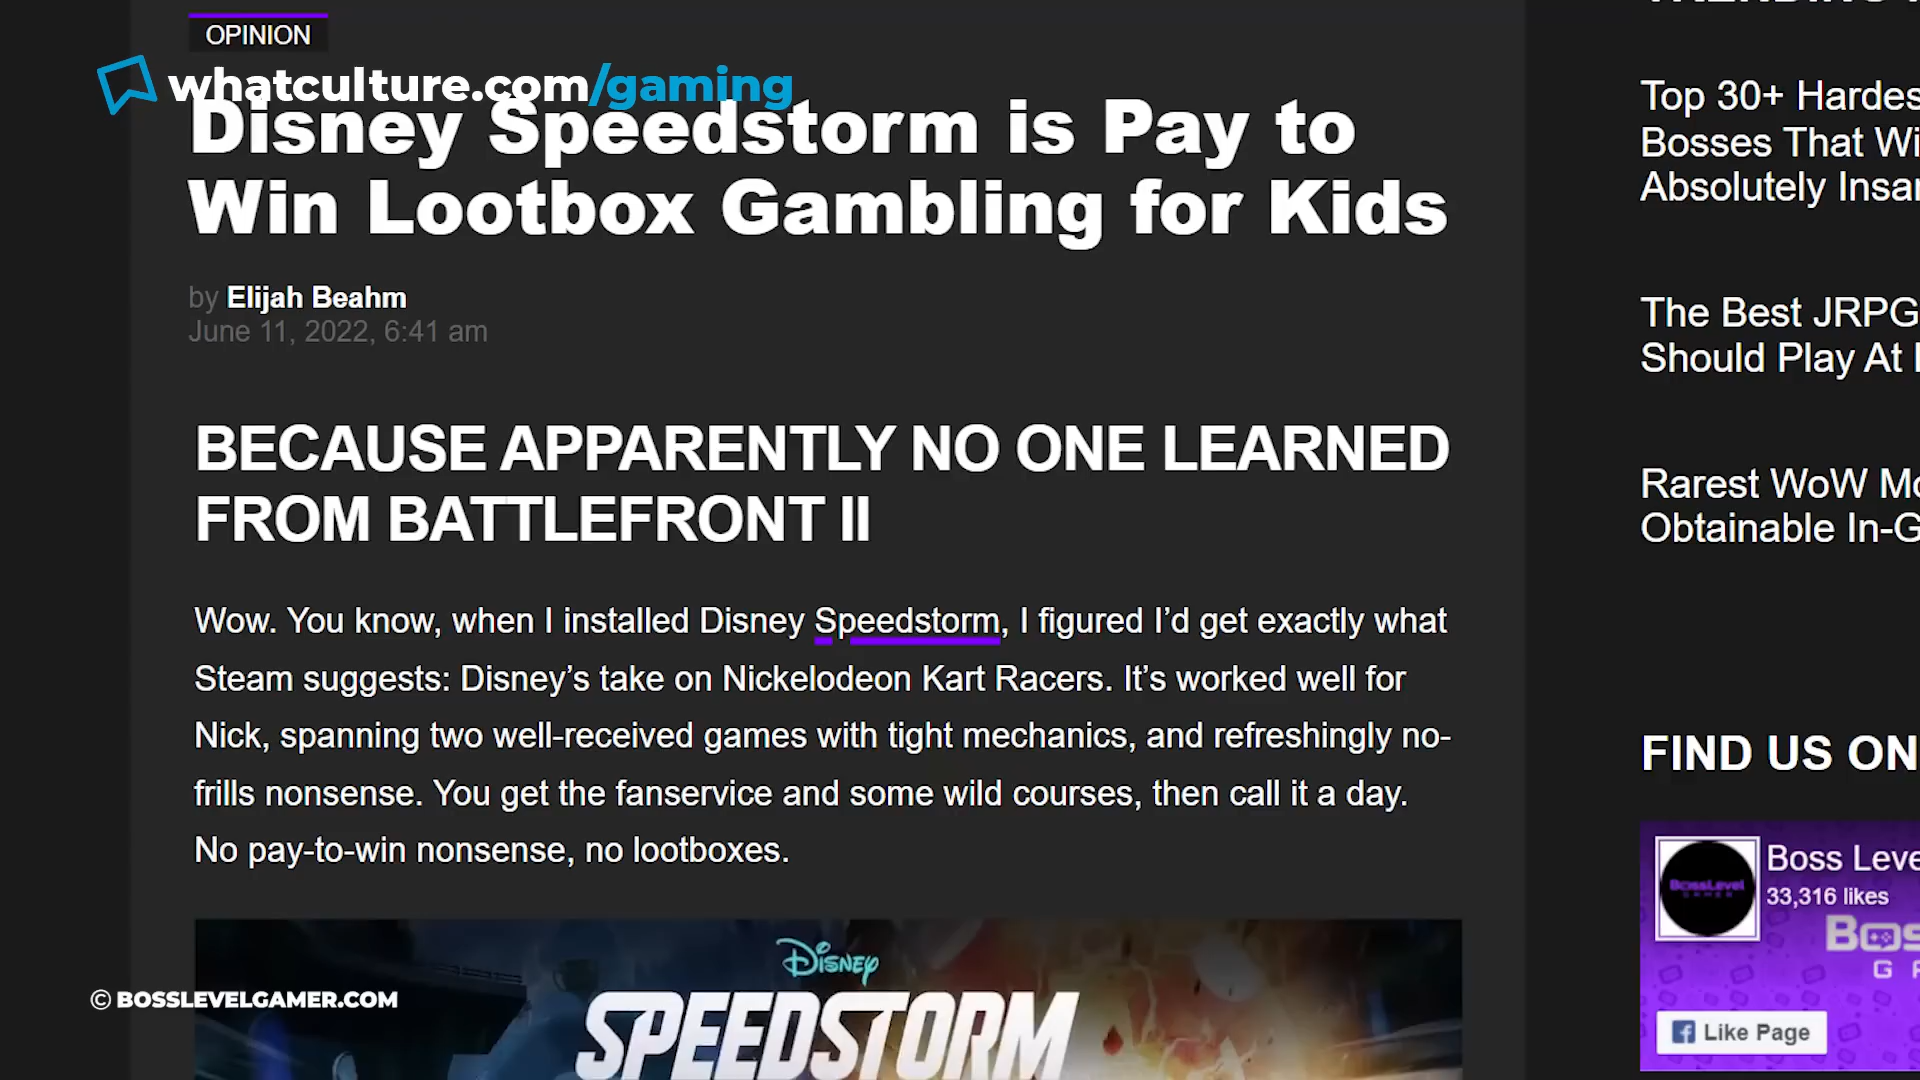 OPINION
whatculture.com/gaming
Disney Speedstorm is Pay to
Win Lootbox Gambling for Kids
by Elijah Beahm
June 11, 2022, 6:41 am
BECAUSE APPARENTLY NO ONE LEARNED
FROM BATTLEFRONT II
Wow. You know, when I installed Disney Speedstorm, I figured I’d get exactly what
Steam suggests: Disney’s take on Nickelodeon Kart Racers. It’s worked well for
Nick, spanning two well-received games with tight mechanics, and refreshingly no-
frills nonsense. You get the fanservice and some wild courses, then call it a day.
No pay-to-win nonsense, no lootboxes.
Disney
SPEEDSTORM
© BOSSLEVELGAMER.COM
Top 30+ Hardes
Bosses That Wi
Absolutely Insa
The Best JRPG
Should Play At
Rarest WoW Mo
Obtainable In-G
FIND US ON
BossLevel
GAMER
Boss Leve
33,316 likes
Bos
G
Like Page